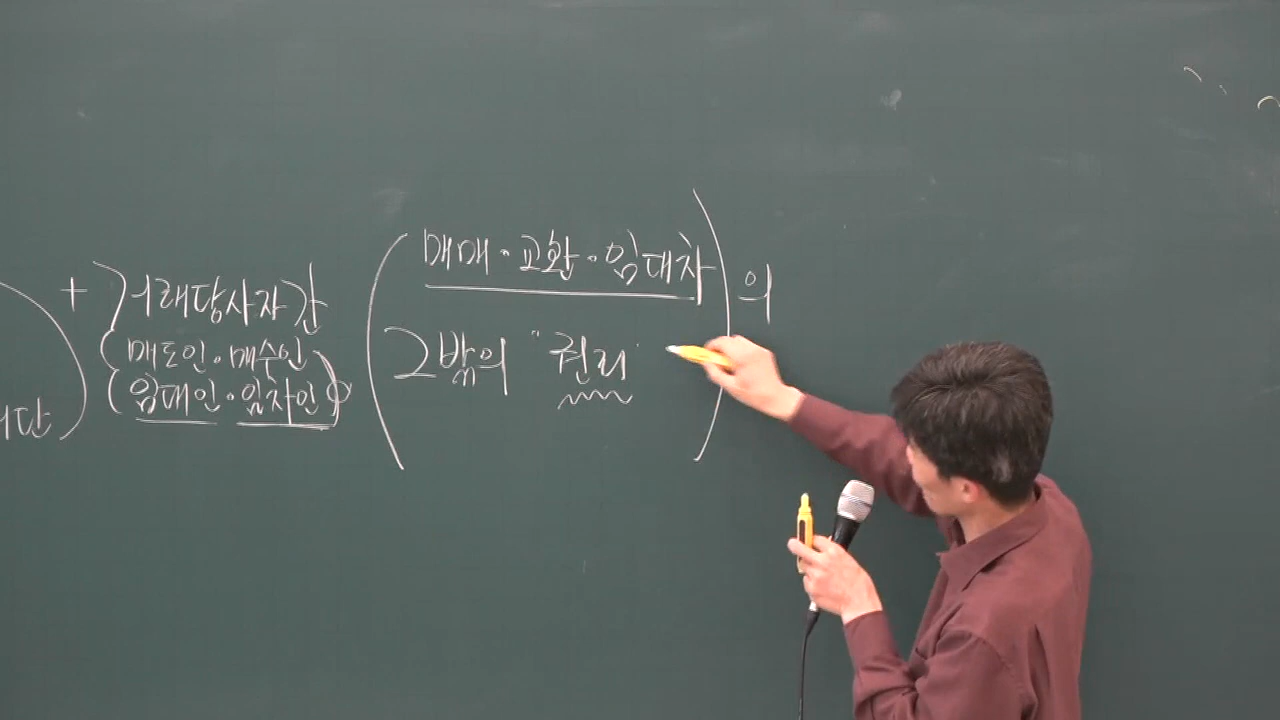 + 거래당사자간 (매매·교환·임대차)의
(매도인·매수인)
(임대인·임차인)
그 밖의 "권리"